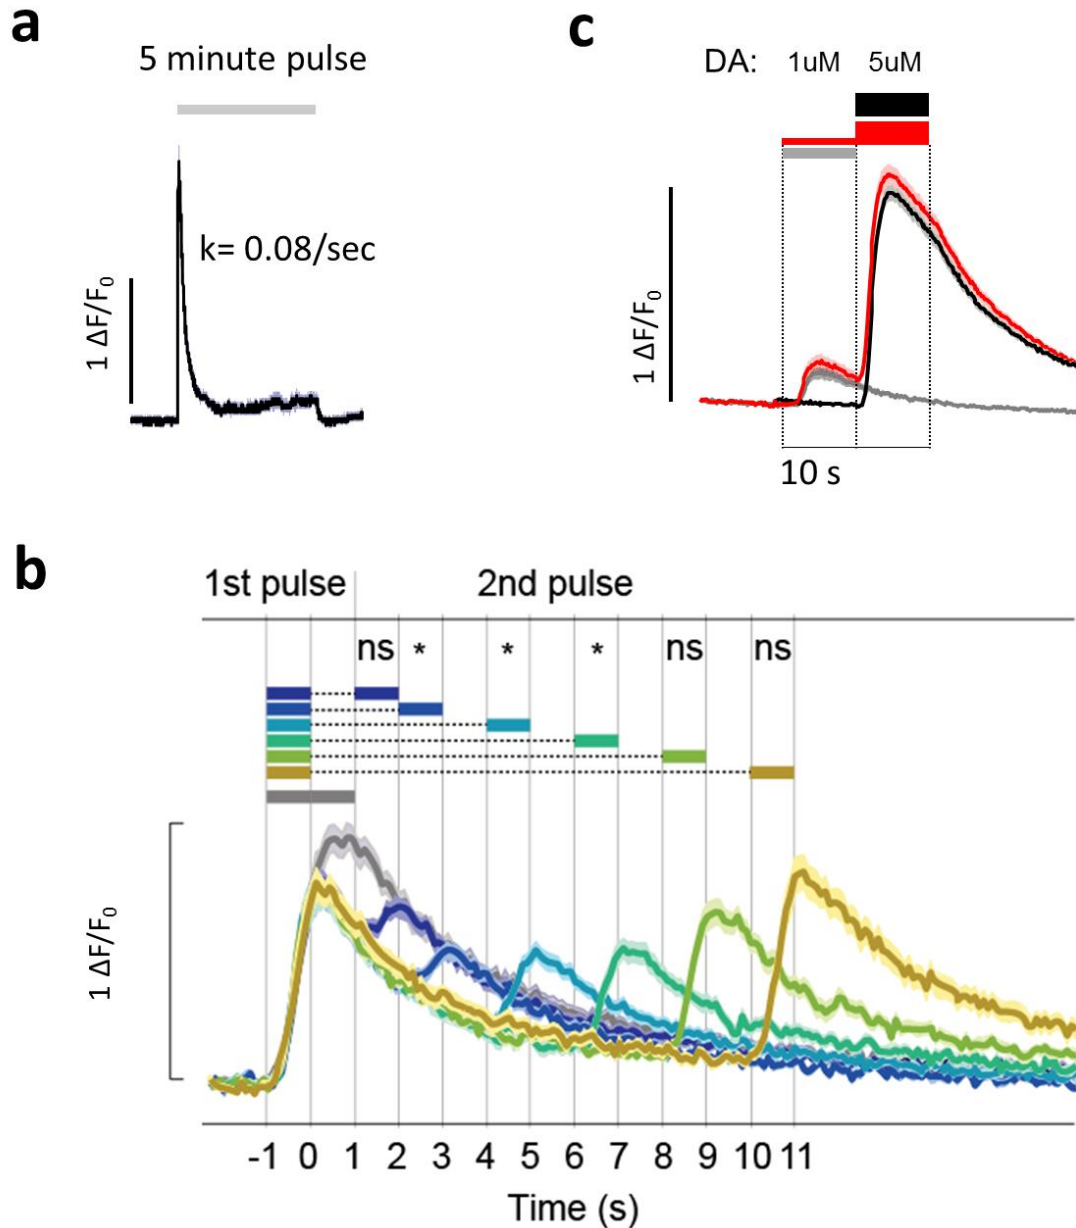 a
5 minute pulse
k= 0.08/sec
1 ΔF/F₀
c
DA: 1uM 5uM
1 ΔF/F₀
10 s
b
1st pulse 2nd pulse
ns * * * ns ns
1 ΔF/F₀
-1 0 1 2 3 4 5 6 7 8 9 10 11
Time (s)